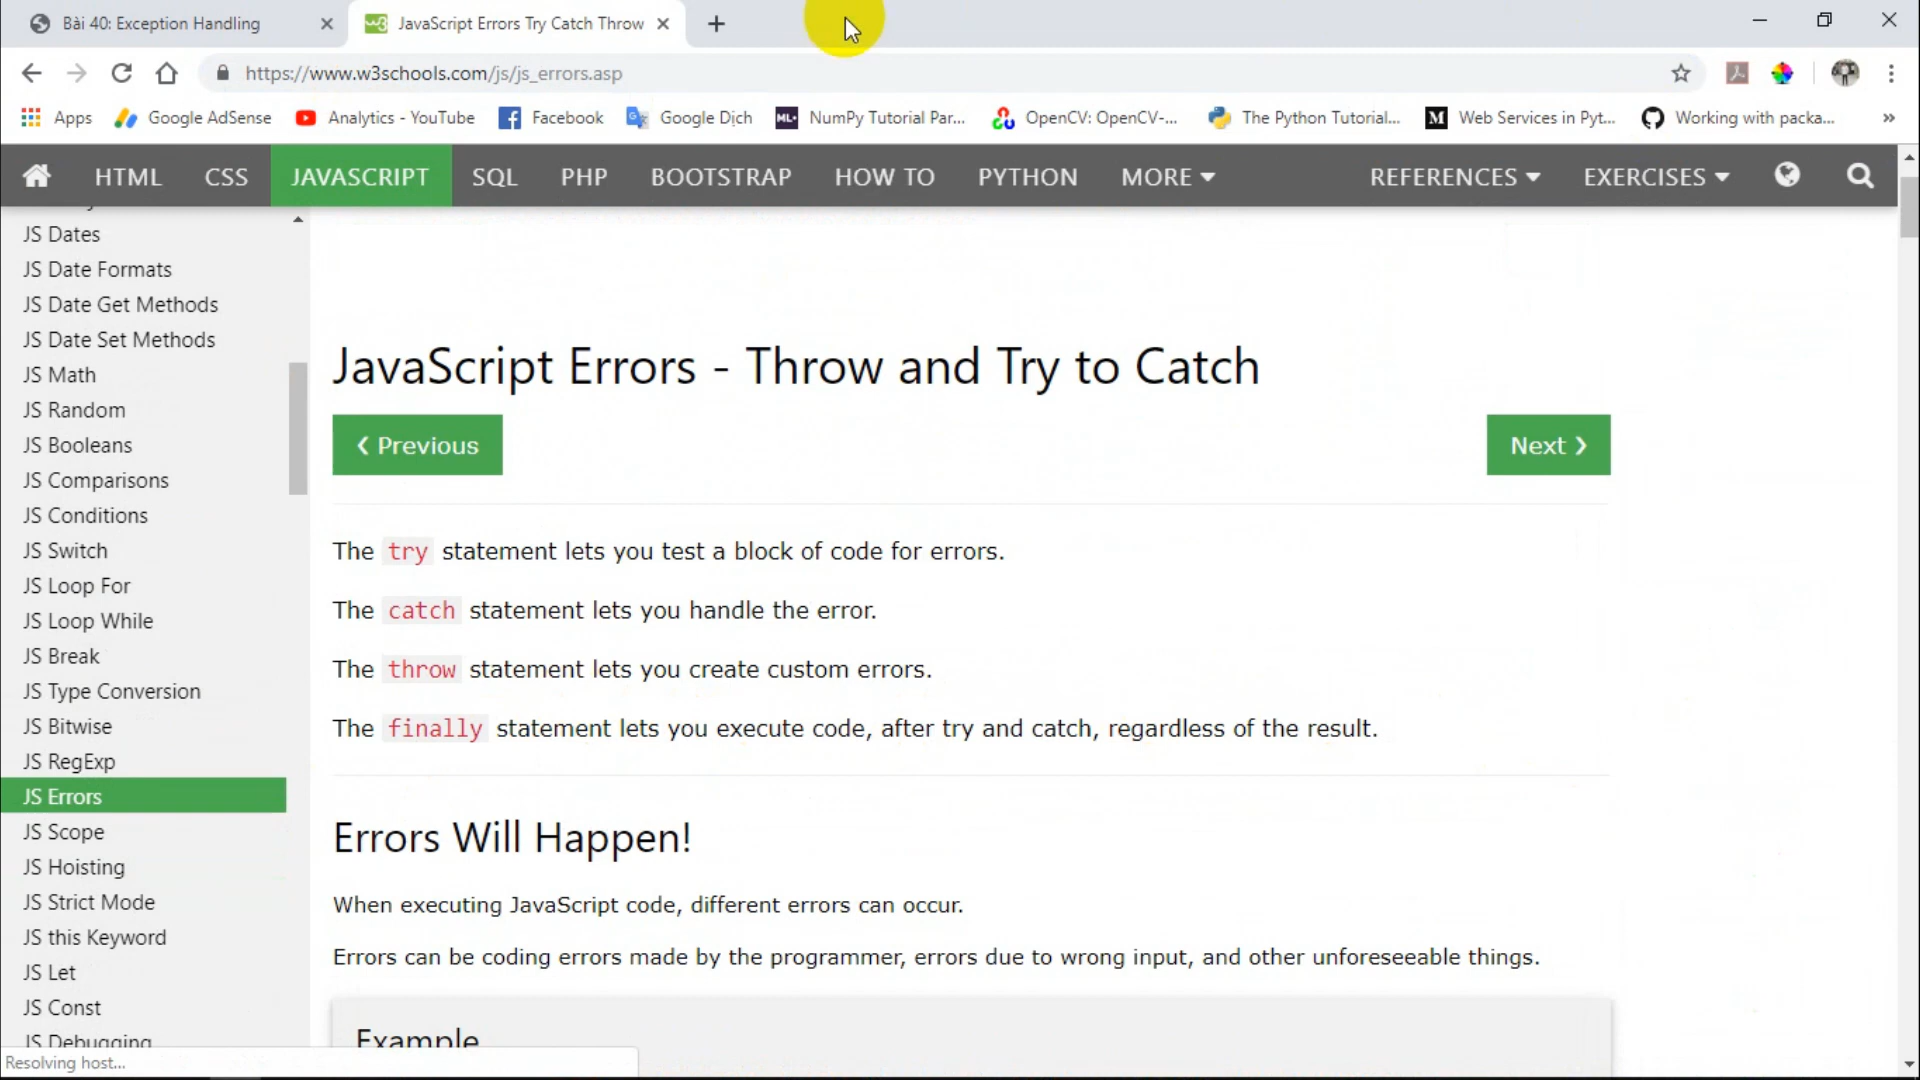 Bài 40: Exception Handling
JavaScript Errors Try Catch Throw
https://www.w3schools.com/js/js_errors.asp
Apps
Google AdSense
Analytics - YouTube
Facebook
Google Dịch
ML-
NumPy Tutorial Par...
OpenCV: OpenCV-...
The Python Tutorial...
M
Web Services in Pyt...
Working with packa...
»
HTML
CSS
JAVASCRIPT
SQL
PHP
BOOTSTRAP
HOW TO
PYTHON
MORE
REFERENCES
EXERCISES
JS Dates
JS Date Formats
JS Date Get Methods
JS Date Set Methods
JS Math
JS Random
JS Booleans
JS Comparisons
JS Conditions
JS Switch
JS Loop For
JS Loop While
JS Break
JS Type Conversion
JS Bitwise
JS RegExp
JS Errors
JS Scope
JS Hoisting
JS Strict Mode
JS this Keyword
JS Let
JS Const
JS Debugging
Resolving host...
JavaScript Errors - Throw and Try to Catch
❮ Previous
Next ❯
The try statement lets you test a block of code for errors.
The catch statement lets you handle the error.
The throw statement lets you create custom errors.
The finally statement lets you execute code, after try and catch, regardless of the result.
Errors Will Happen!
When executing JavaScript code, different errors can occur.
Errors can be coding errors made by the programmer, errors due to wrong input, and other unforeseeable things.
Example